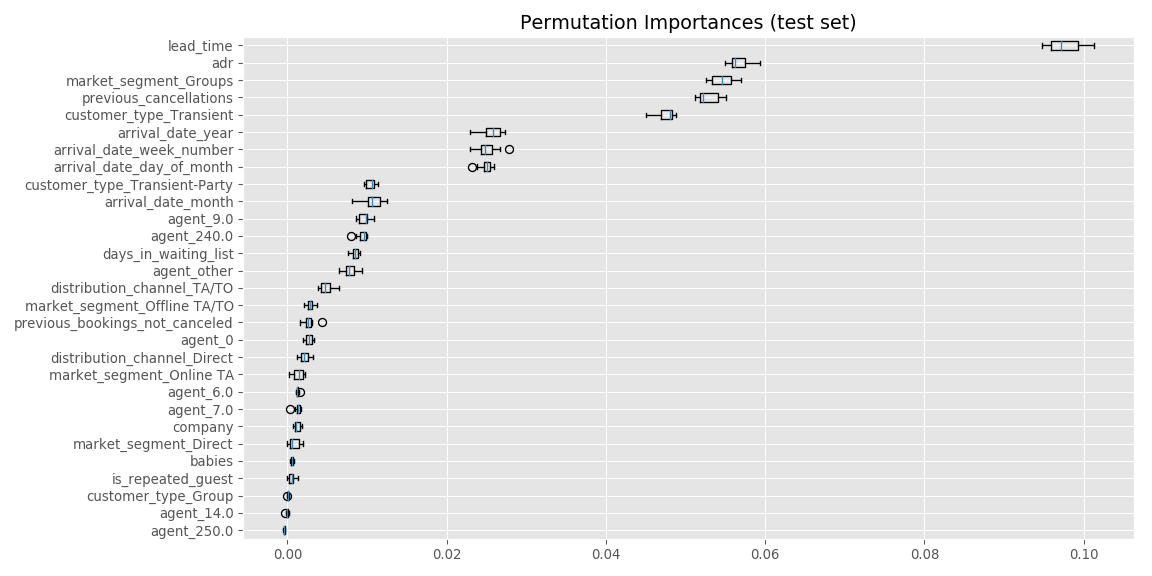 Permutation Importances (test set)
lead_time
adr
market_segment_Groups
previous_cancellations
customer_type_Transient
arrival_date_year
arrival_date_week_number
arrival_date_day_of_month
customer_type_Transient-Party
arrival_date_month
agent_9.0
agent_240.0
days_in_waiting_list
agent_other
distribution_channel_TA/TO
market_segment_Offline TA/TO
previous_bookings_not_canceled
agent_0
distribution_channel_Direct
market_segment_Online TA
agent_6.0
agent_7.0
company
market_segment_Direct
babies
is_repeated_guest
customer_type_Group
agent_14.0
agent_250.0
0.00 0.02 0.04 0.06 0.08 0.10